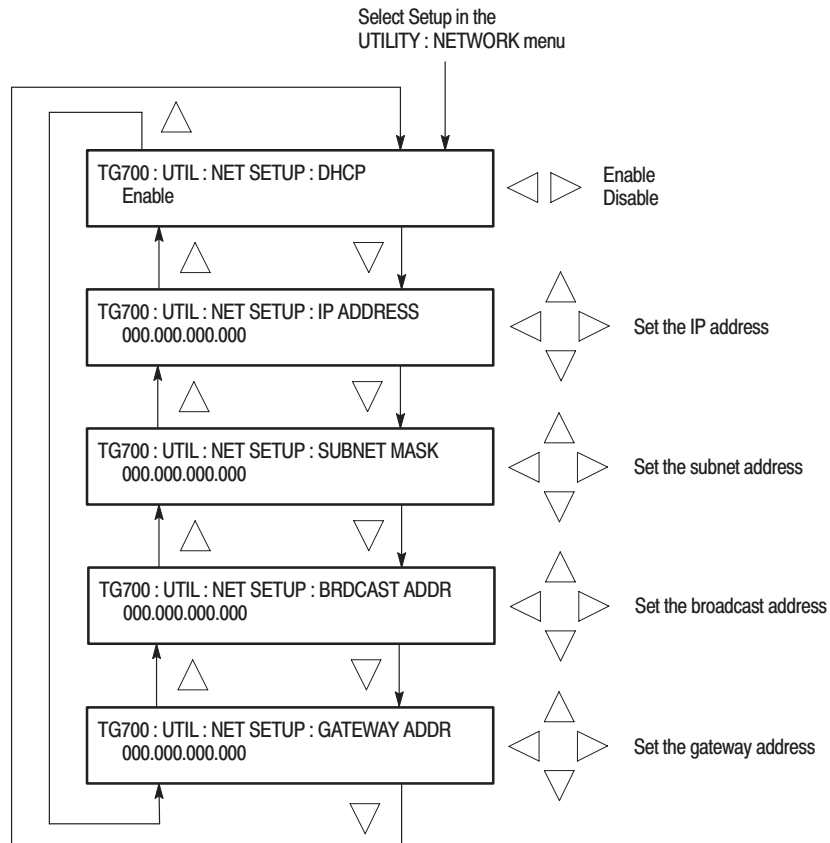 Select Setup in the
UTILITY : NETWORK menu
TG700 : UTIL : NET SETUP : DHCP
Enable
Enable
Disable
TG700 : UTIL : NET SETUP : IP ADDRESS
000.000.000.000
Set the IP address
TG700 : UTIL : NET SETUP : SUBNET MASK
000.000.000.000
Set the subnet address
TG700 : UTIL : NET SETUP : BRDCAST ADDR
000.000.000.000
Set the broadcast address
TG700 : UTIL : NET SETUP : GATEWAY ADDR
000.000.000.000
Set the gateway address